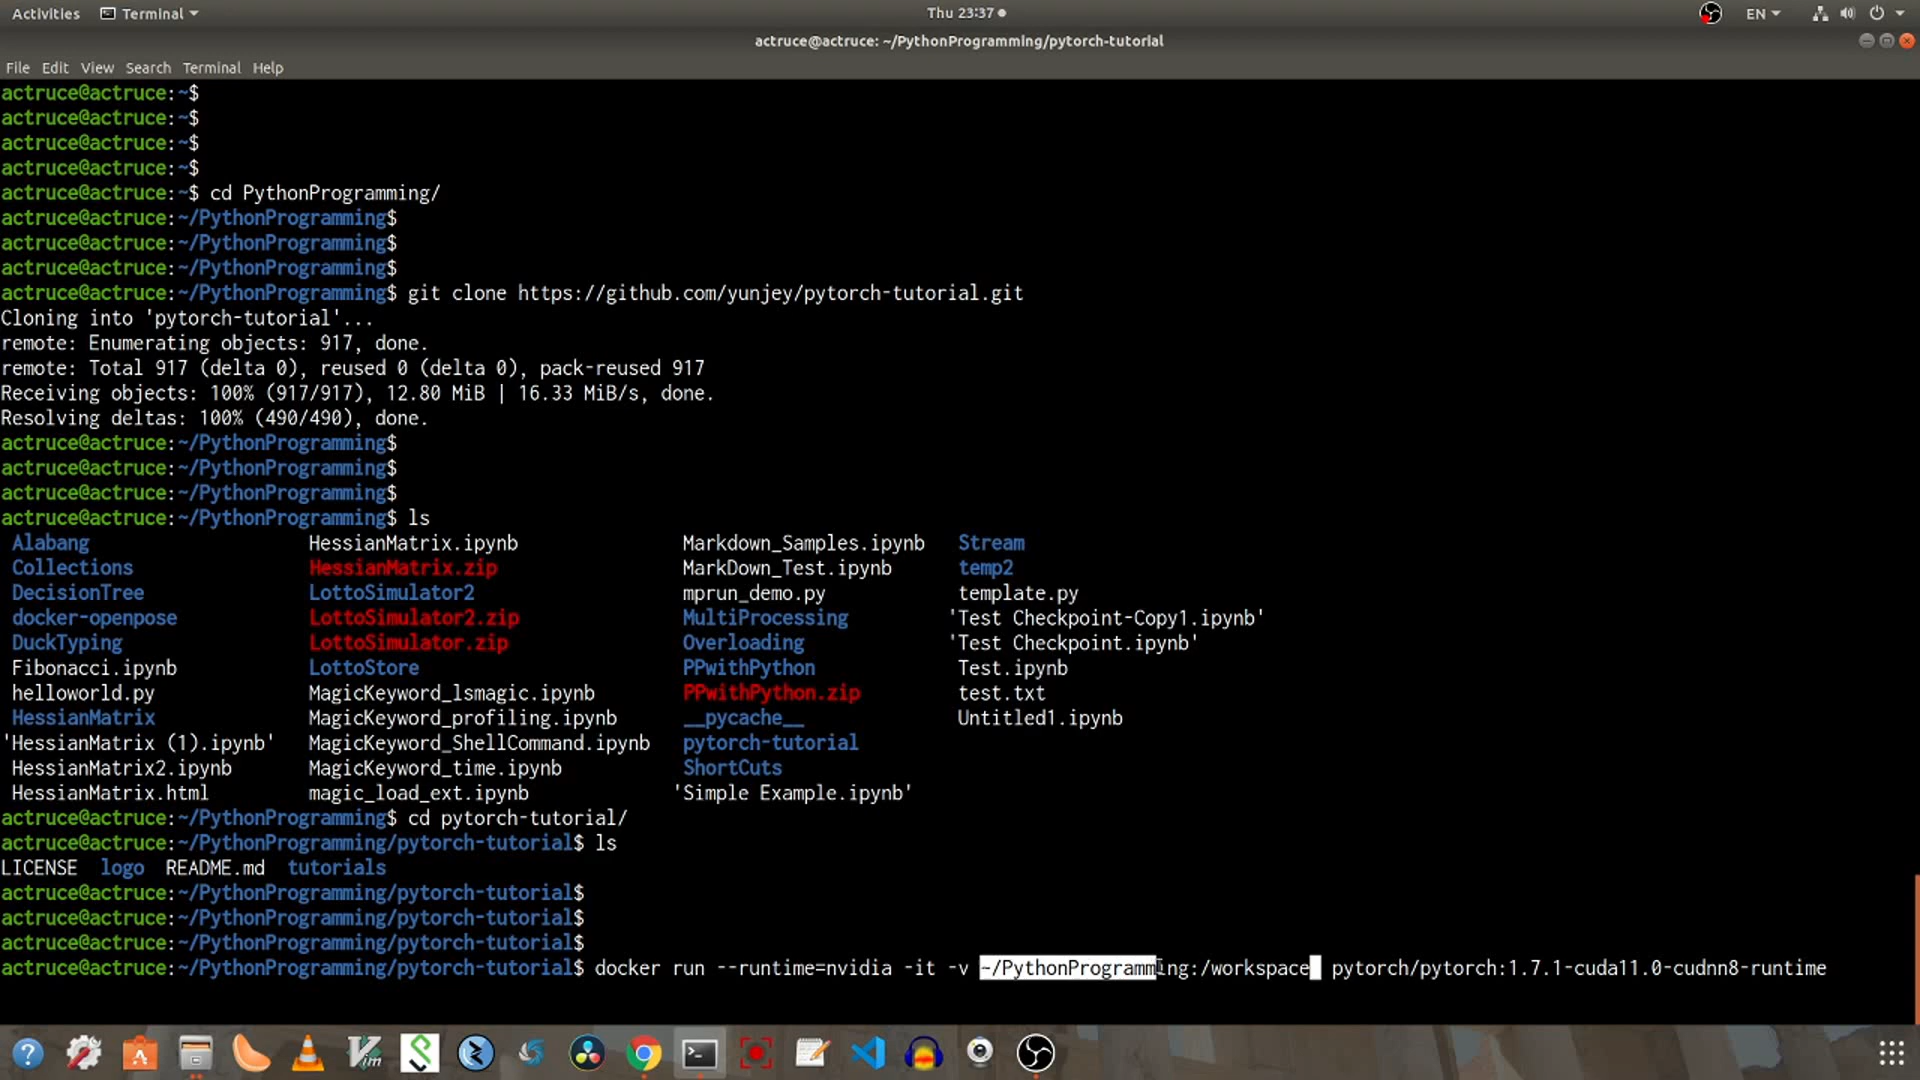 Activities Terminal Thu 23:37 EN
actruce@actruce: ~/PythonProgramming/pytorch-tutorial
File Edit View Search Terminal Help
actruce@actruce:~$
actruce@actruce:~$
actruce@actruce:~$
actruce@actruce:~$
actruce@actruce:~$ cd PythonProgramming/
actruce@actruce:~/PythonProgramming$
actruce@actruce:~/PythonProgramming$
actruce@actruce:~/PythonProgramming$
actruce@actruce:~/PythonProgramming$ git clone https://github.com/yunjey/pytorch-tutorial.git
Cloning into 'pytorch-tutorial'...
remote: Enumerating objects: 917, done.
remote: Total 917 (delta 0), reused 0 (delta 0), pack-reused 917
Receiving objects: 100% (917/917), 12.80 MiB | 16.33 MiB/s, done.
Resolving deltas: 100% (490/490), done.
actruce@actruce:~/PythonProgramming$
actruce@actruce:~/PythonProgramming$
actruce@actruce:~/PythonProgramming$
actruce@actruce:~/PythonProgramming$ ls
Alabang HessianMatrix.ipynb Markdown_Samples.ipynb Stream
Collections HessianMatrix.zip MarkDown_Test.ipynb temp2
DecisionTree LottoSimulator2 mprun_demo.py template.py
docker-openpose LottoSimulator2.zip MultiProcessing 'Test Checkpoint-Copy1.ipynb'
DuckTyping LottoSimulator.zip Overloading 'Test Checkpoint.ipynb'
Fibonacci.ipynb LottoStore PPwithPython Test.ipynb
helloworld.py MagicKeyword_lsmagic.ipynb PPwithPython.zip test.txt
HessianMatrix MagicKeyword_profiling.ipynb __pycache__ Untitled1.ipynb
'HessianMatrix (1).ipynb' MagicKeyword_ShellCommand.ipynb pytorch-tutorial
HessianMatrix2.ipynb MagicKeyword_time.ipynb ShortCuts
HessianMatrix.html magic_load_ext.ipynb 'Simple Example.ipynb'
actruce@actruce:~/PythonProgramming$ cd pytorch-tutorial/
actruce@actruce:~/PythonProgramming/pytorch-tutorial$ ls
LICENSE logo README.md tutorials
actruce@actruce:~/PythonProgramming/pytorch-tutorial$
actruce@actruce:~/PythonProgramming/pytorch-tutorial$
actruce@actruce:~/PythonProgramming/pytorch-tutorial$
actruce@actruce:~/PythonProgramming/pytorch-tutorial$ docker run --runtime=nvidia -it -v ~/PythonProgramming:/workspace pytorch/pytorch:1.7.1-cuda11.0-cudnn8-runtime